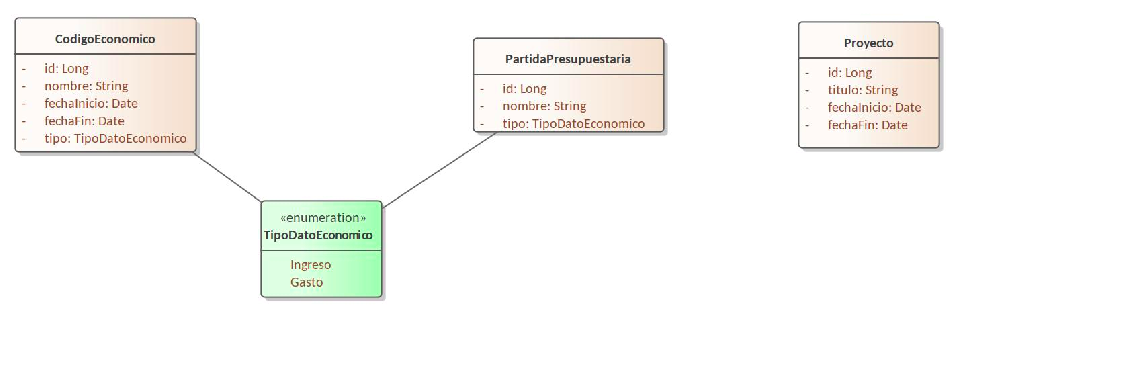 CodigoEconomico
- id: Long
- nombre: String
- fechaInicio: Date
- fechaFin: Date
- tipo: TipoDatoEconomico
PartidaPresupuestaria
- id: Long
- nombre: String
- tipo: TipoDatoEconomico
Proyecto
- id: Long
- titulo: String
- fechaInicio: Date
- fechaFin: Date
«enumeration»
TipoDatoEconomico
Ingreso
Gasto